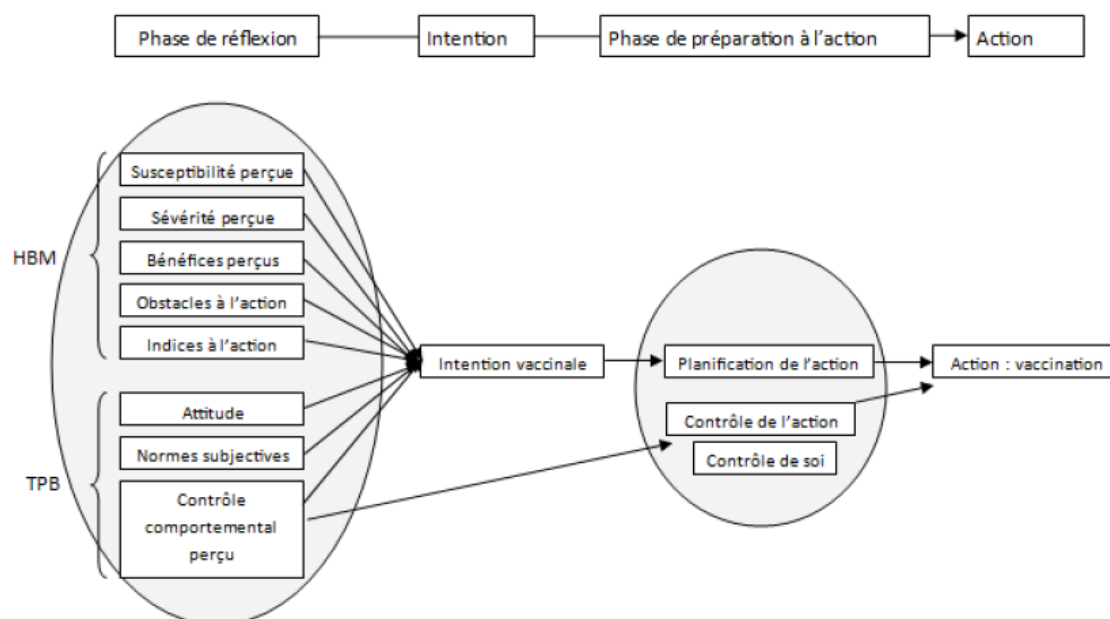 Phase de réflexion
Intention
Phase de préparation à l'action
Action
HBM
Susceptibilité perçue
Sévérité perçue
Bénéfices perçus
Obstacles à l'action
Indices à l'action
TPB
Attitude
Normes subjectives
Contrôle
comportemental
perçu
Intention vaccinale
Planification de l'action
Contrôle de l'action
Contrôle de soi
Action : vaccination